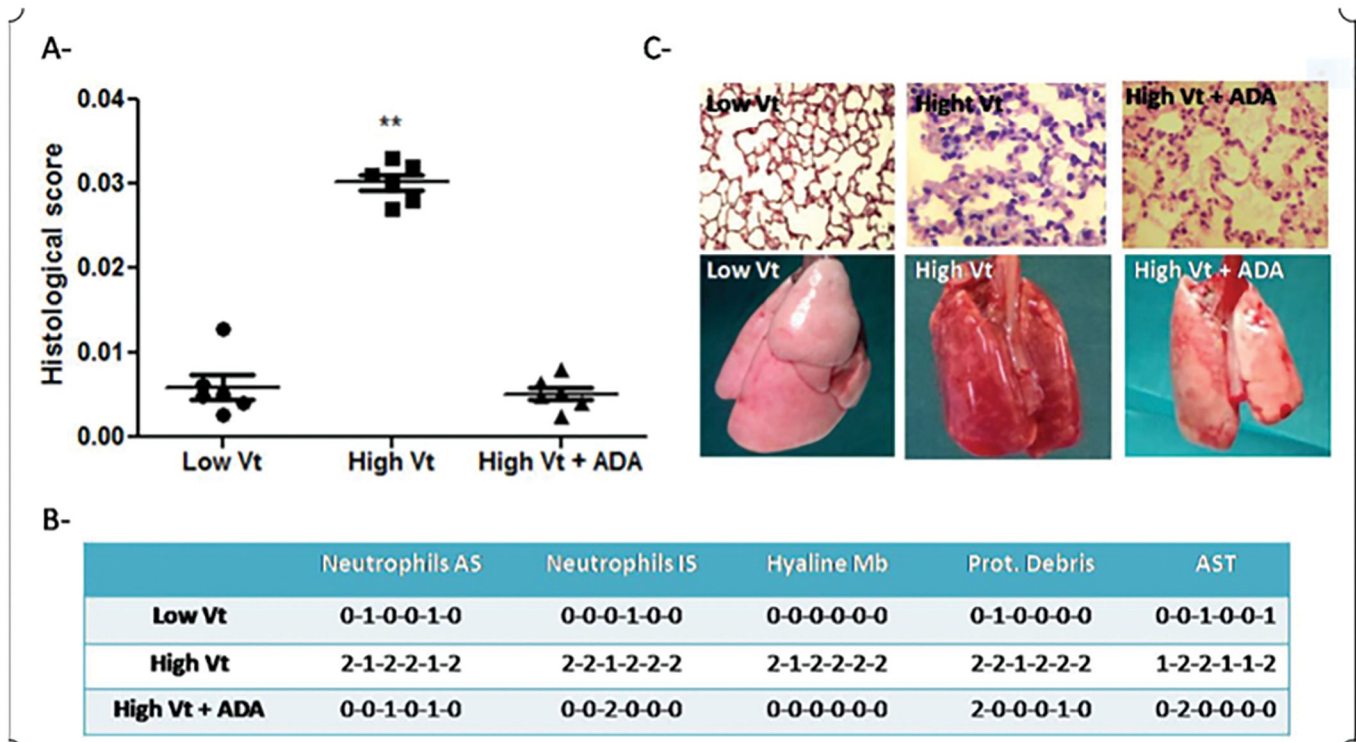 A-
C-
0.04
0.03
0.02
0.01
0.00
Histological score
**
Low Vt
High Vt
High Vt + ADA
Low Vt
Hight Vt
High Vt + ADA
Low Vt
High Vt
High Vt + ADA
B-
Neutrophils AS Neutrophils IS Hyaline Mb Prot. Debris AST
Low Vt 0-1-0-0-1-0 0-0-0-1-0-0 0-0-0-0-0-0 0-1-0-0-0-0 0-0-1-0-0-1
High Vt 2-1-2-2-1-2 2-2-1-2-2-2 2-1-2-2-2-2 2-2-1-2-2-2 1-2-2-1-1-2
High Vt + ADA 0-0-1-0-1-0 0-0-2-0-0-0 0-0-0-0-0-0 2-0-0-0-1-0 0-2-0-0-0-0